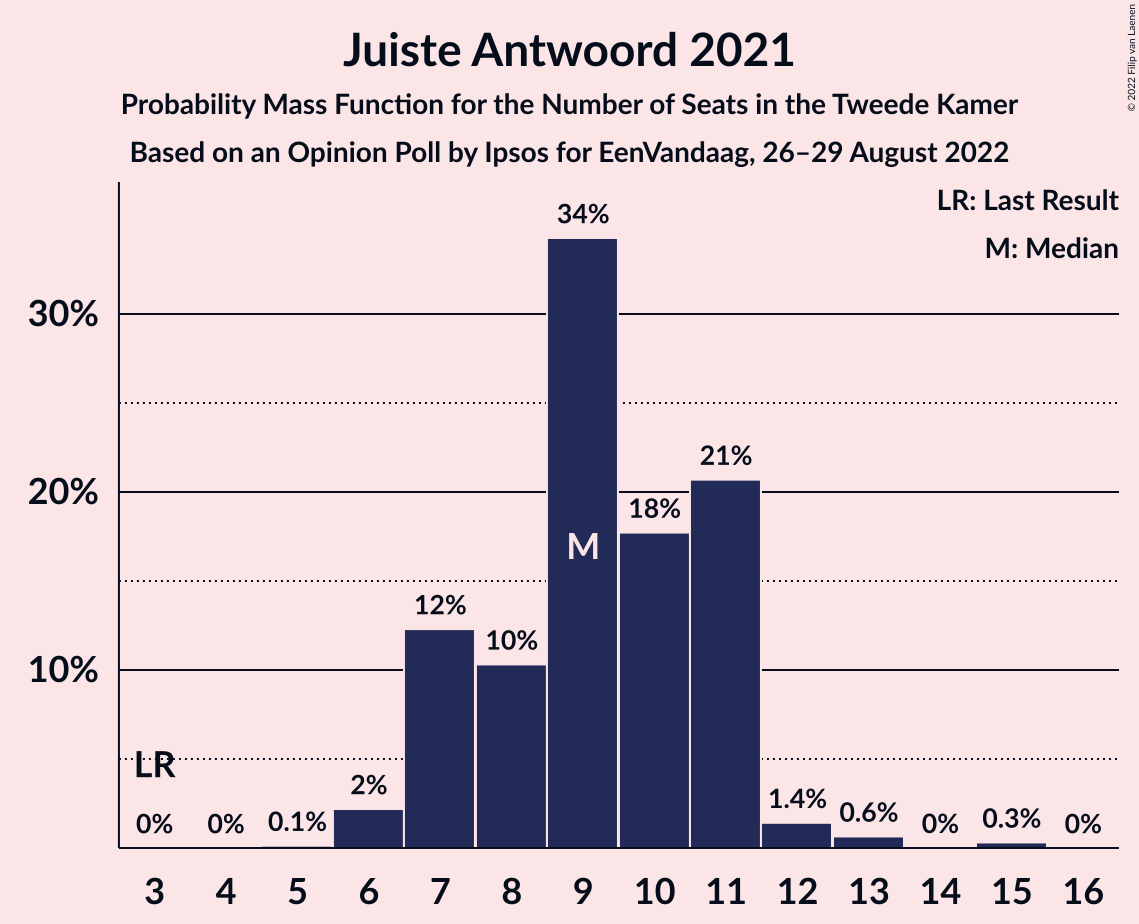 Juiste Antwoord 2021
Probability Mass Function for the Number of Seats in the Tweede Kamer
Based on an Opinion Poll by Ipsos for EenVandaag, 26–29 August 2022
© 2022 Filip van Laenen
LR: Last Result
M: Median
30%
20%
10%
LR
M
0%
0%
0.1%
2%
12%
10%
34%
18%
21%
1.4%
0.6%
0%
0.3%
0%
3 4 5 6 7 8 9 10 11 12 13 14 15 16